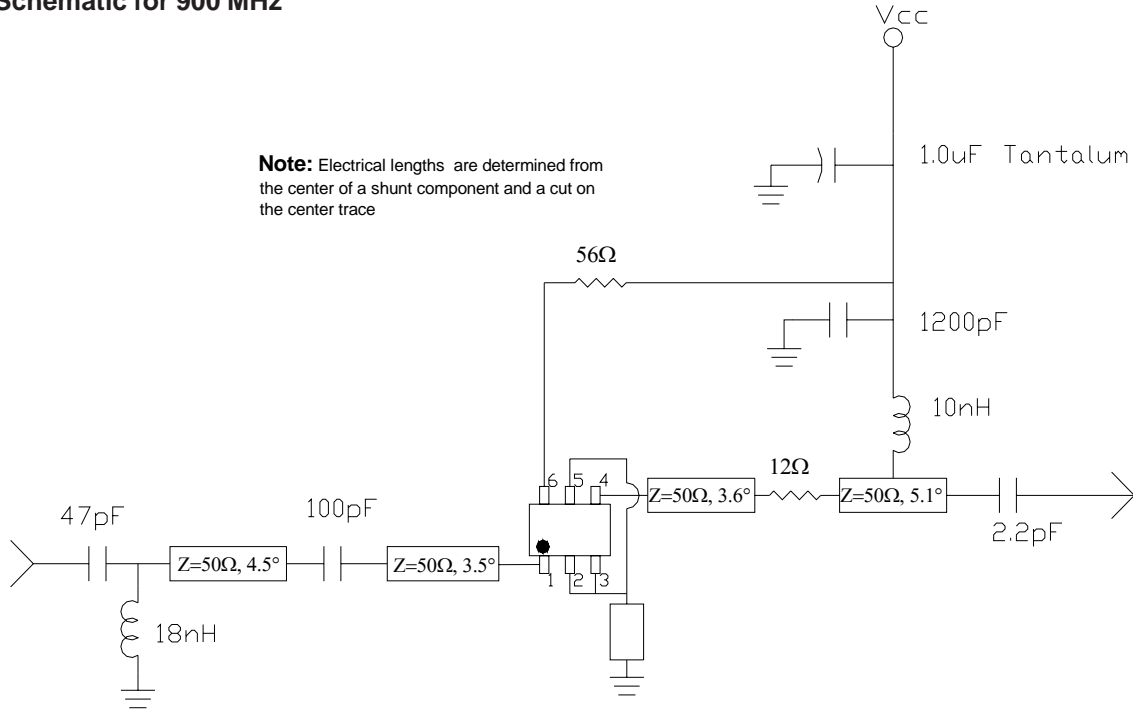 Schematic for 900 MHz
Vcc
Note: Electrical lengths are determined from
the center of a shunt component and a cut on
the center trace
1.0uF Tantalum
56Ω
1200pF
10nH
12Ω
6 5 4
Z=50Ω, 3.6°
Z=50Ω, 5.1°
2.2pF
47pF
100pF
Z=50Ω, 4.5°
Z=50Ω, 3.5°
1 2 3
18nH